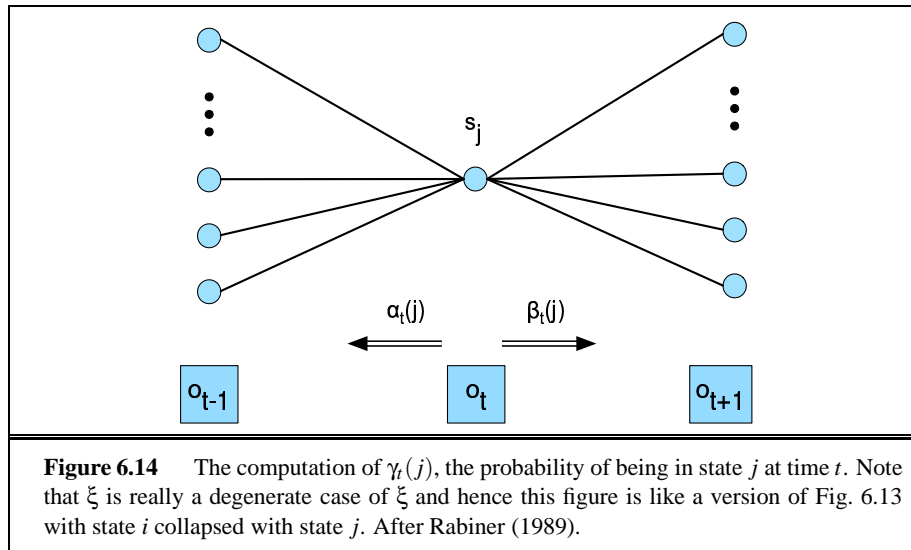 s_j
α_t(j) β_t(j)
o_t-1 o_t o_t+1
Figure 6.14 The computation of γ_t(j), the probability of being in state j at time t. Note
that ξ is really a degenerate case of ξ and hence this figure is like a version of Fig. 6.13
with state i collapsed with state j. After Rabiner (1989).